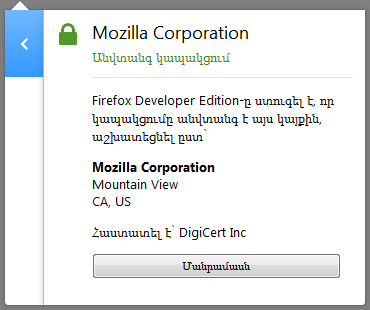 Mozilla Corporation
Անվտանգ կապակցում
Firefox Developer Edition-ը ստուգել է, որ
կապակցումը անվտանգ է այս կայքին,
աշխատեցնել ըստ՝
Mozilla Corporation
Mountain View
CA, US
Հաստատել է՝ DigiCert Inc
Մանրամասն